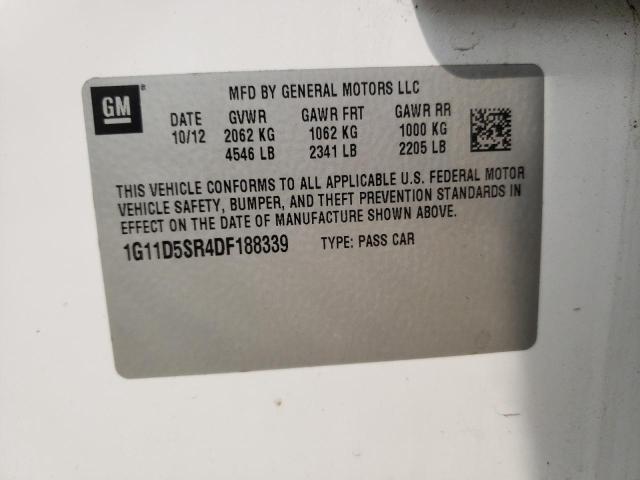 GM ®
MFD BY GENERAL MOTORS LLC
DATE GVWR GAWR FRT GAWR RR
10/12 2062 KG 1062 KG 1000 KG
4546 LB 2341 LB 2205 LB
THIS VEHICLE CONFORMS TO ALL APPLICABLE U.S. FEDERAL MOTOR
VEHICLE SAFETY, BUMPER, AND THEFT PREVENTION STANDARDS IN
EFFECT ON THE DATE OF MANUFACTURE SHOWN ABOVE.
1G11D5SR4DF188339 TYPE: PASS CAR